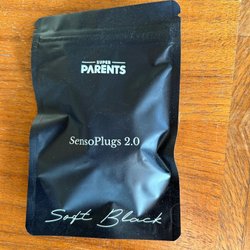 SUPER
PARENTS
SensoPlugs 2.0
Soft Black